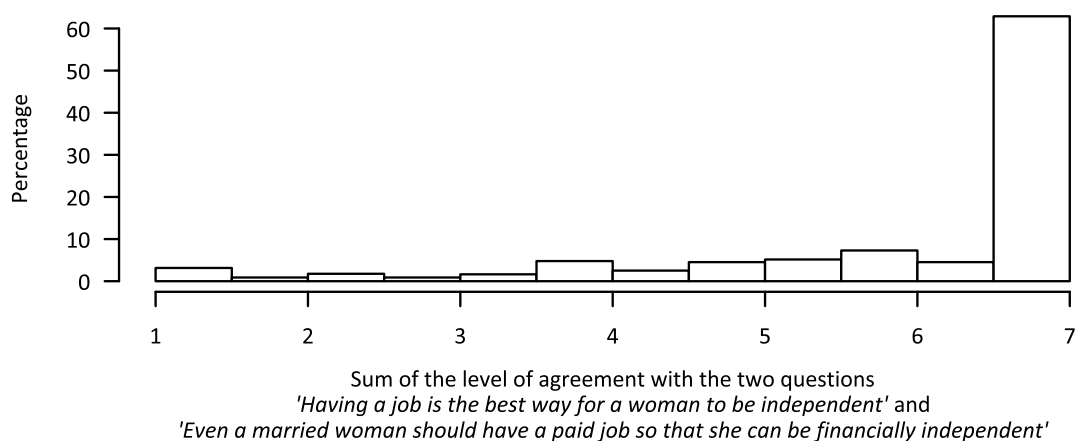 60
50
40
30
20
10
0
Percentage
1 2 3 4 5 6 7
Sum of the level of agreement with the two questions
'Having a job is the best way for a woman to be independent' and
'Even a married woman should have a paid job so that she can be financially independent'